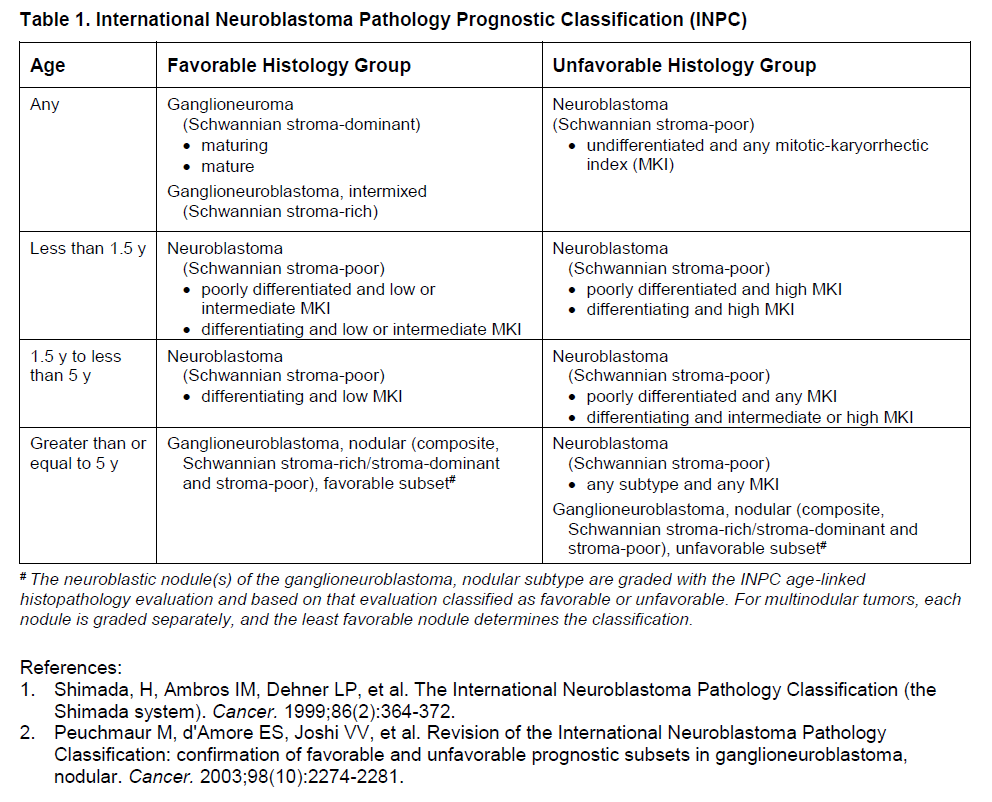 Table 1. International Neuroblastoma Pathology Prognostic Classification (INPC)
Age
Favorable Histology Group
Unfavorable Histology Group
Any
Ganglioneuroma
(Schwannian stroma-dominant)
• maturing
• mature
Ganglioneuroblastoma, intermixed
(Schwannian stroma-rich)
Neuroblastoma
(Schwannian stroma-poor)
• undifferentiated and any mitotic-karyorrhectic
index (MKI)
Less than 1.5 y
Neuroblastoma
(Schwannian stroma-poor)
• poorly differentiated and low or
intermediate MKI
• differentiating and low or intermediate MKI
Neuroblastoma
(Schwannian stroma-poor)
• poorly differentiated and high MKI
• differentiating and high MKI
1.5 y to less
than 5 y
Neuroblastoma
(Schwannian stroma-poor)
• differentiating and low MKI
Neuroblastoma
(Schwannian stroma-poor)
• poorly differentiated and any MKI
• differentiating and intermediate or high MKI
Greater than or
equal to 5 y
Ganglioneuroblastoma, nodular (composite,
Schwannian stroma-rich/stroma-dominant
and stroma-poor), favorable subset#
Neuroblastoma
(Schwannian stroma-poor)
• any subtype and any MKI
Ganglioneuroblastoma, nodular (composite,
Schwannian stroma-rich/stroma-dominant and
stroma-poor), unfavorable subset#
# The neuroblastic nodule(s) of the ganglioneuroblastoma, nodular subtype are graded with the INPC age-linked
histopathology evaluation and based on that evaluation classified as favorable or unfavorable. For multinodular tumors, each
nodule is graded separately, and the least favorable nodule determines the classification.
References:
1. Shimada, H, Ambros IM, Dehner LP, et al. The International Neuroblastoma Pathology Classification (the
Shimada system). Cancer. 1999;86(2):364-372.
2. Peuchmaur M, d'Amore ES, Joshi VV, et al. Revision of the International Neuroblastoma Pathology
Classification: confirmation of favorable and unfavorable prognostic subsets in ganglioneuroblastoma,
nodular. Cancer. 2003;98(10):2274-2281.